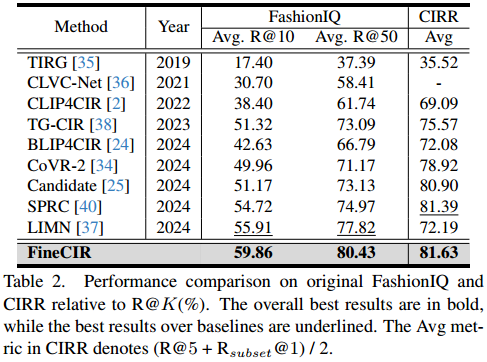 Method Year FashionIQ CIRR
Avg. R@10 Avg. R@50 Avg
TIRG [35] 2019 17.40 37.39 35.52
CLVC-Net [36] 2021 30.70 58.41 -
CLIP4CIR [2] 2022 38.40 61.74 69.09
TG-CIR [38] 2023 51.32 73.09 75.57
BLIP4CIR [24] 2024 42.63 66.79 72.08
CoVR-2 [34] 2024 49.96 71.17 78.92
Candidate [25] 2024 51.17 73.13 80.90
SPRC [40] 2024 54.72 74.97 81.39
LIMN [37] 2024 55.91 77.82 72.19
FineCIR 59.86 80.43 81.63
Table 2. Performance comparison on original FashionIQ and
CIRR relative to R@K(%). The overall best results are in bold,
while the best results over baselines are underlined. The Avg met-
ric in CIRR denotes (R@5 + Rsubset@1) / 2.